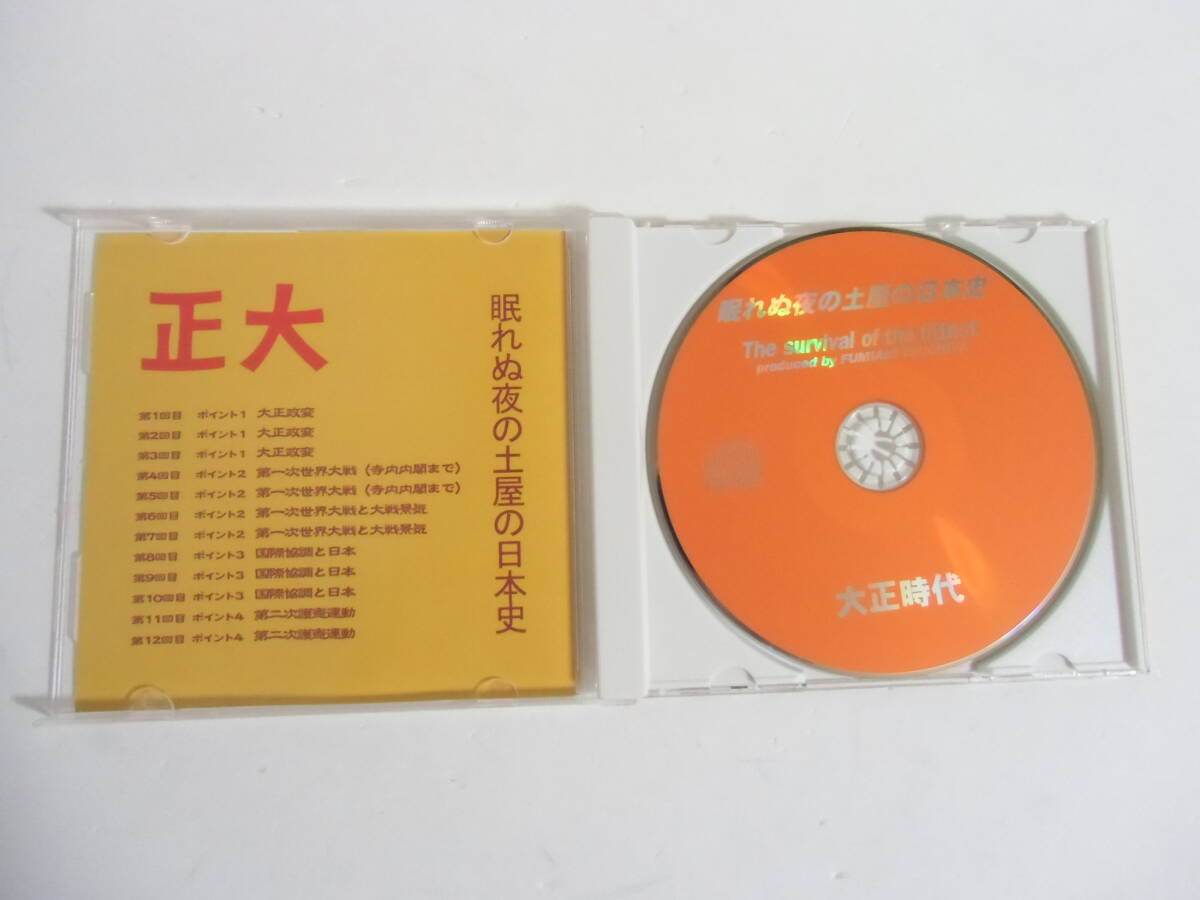 眠れぬ夜の土屋の日本史
正大
第1回目 ポイント1 大正政変
第2回目 ポイント1 大正政変
第3回目 ポイント1 大正政変
第4回目 ポイント2 第一次世界大戦（寺内内閣まで）
第5回目 ポイント2 第一次世界大戦（寺内内閣まで）
第6回目 ポイント2 第一次世界大戦と大戦景気
第7回目 ポイント2 第一次世界大戦と大戦景気
第8回目 ポイント3 国際協調と日本
第9回目 ポイント3 国際協調と日本
第10回目 ポイント3 国際協調と日本
第11回目 ポイント4 第二次護憲運動
第12回目 ポイント4 第二次護憲運動
眠れぬ夜の土屋の日本史
The survival of the fittest
produced by FUMIAKI
大正時代